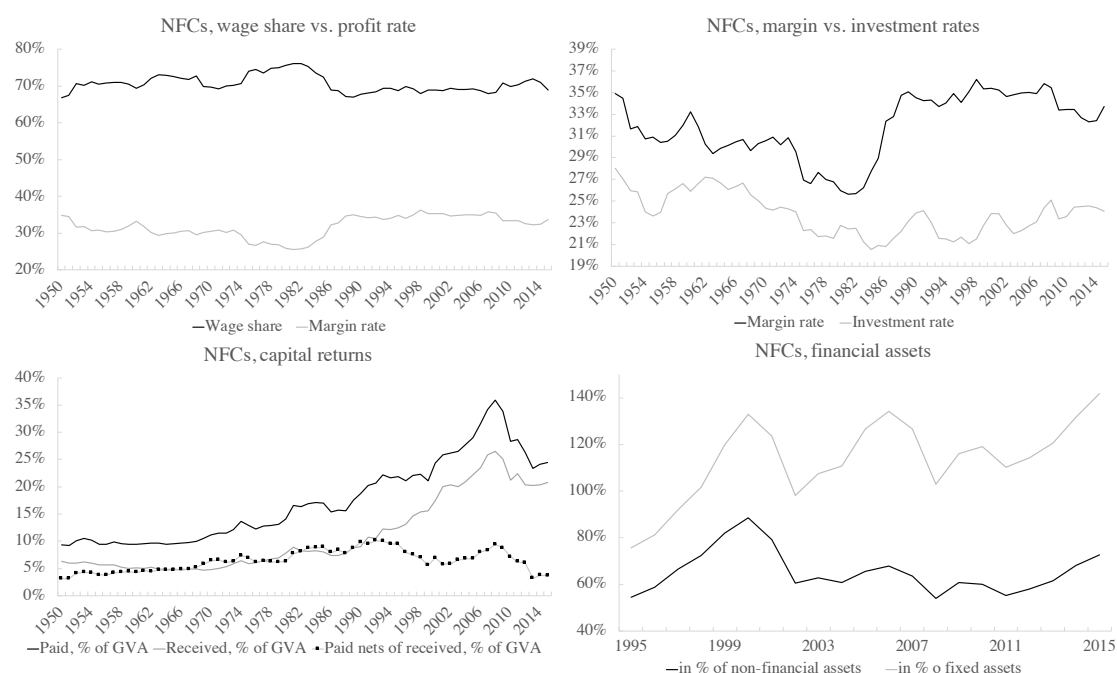 NFCs, wage share vs. profit rate
80%
70%
60%
50%
40%
30%
20%
1950 1954 1958 1962 1966 1970 1974 1978 1982 1986 1990 1994 1998 2002 2006 2010 2014
Wage share Margin rate
NFCs, margin vs. investment rates
39%
37%
35%
33%
31%
29%
27%
25%
23%
21%
19%
1950 1954 1958 1962 1966 1970 1974 1978 1982 1986 1990 1994 1998 2002 2006 2010 2014
Margin rate Investment rate
NFCs, capital returns
40%
35%
30%
25%
20%
15%
10%
5%
0%
1950 1954 1958 1962 1966 1970 1974 1978 1982 1986 1990 1994 1998 2002 2006 2010 2014
Paid, % of GVA Received, % of GVA Paid nets of received, % of GVA
NFCs, financial assets
140%
120%
100%
80%
60%
40%
1995 1999 2003 2007 2011 2015
in % of non-financial assets in % o fixed assets